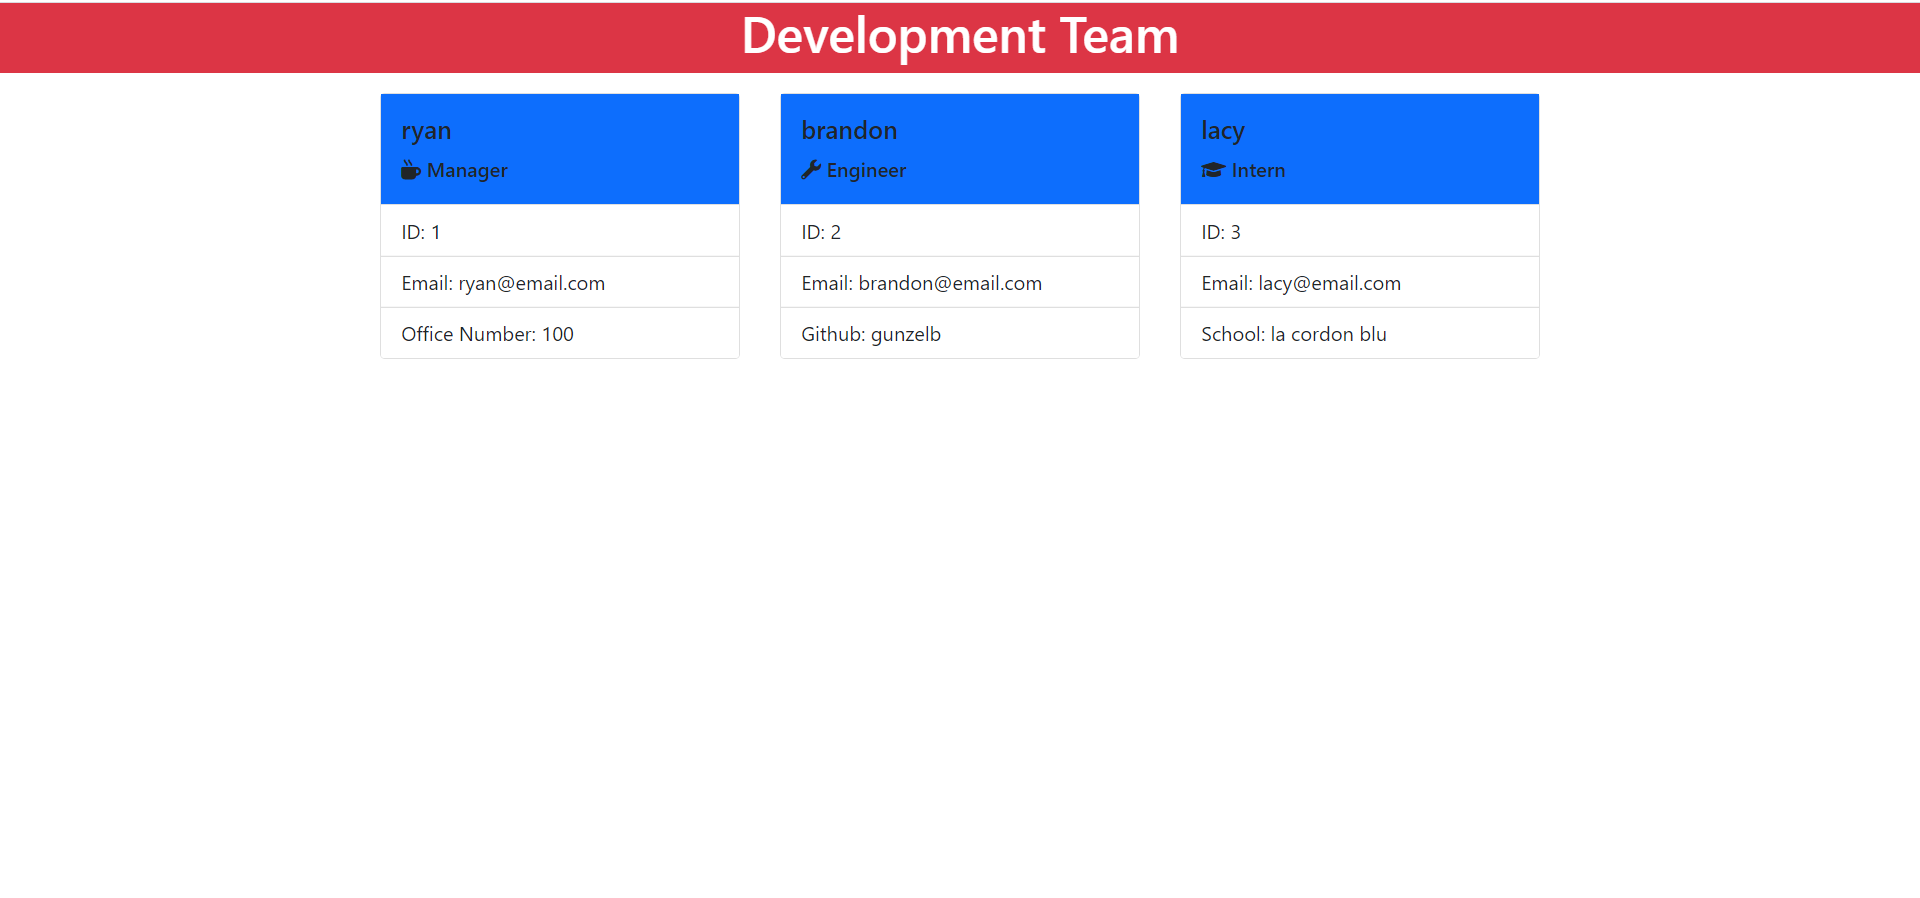 Development Team
ryan
Manager
ID: 1
Email: ryan@email.com
Office Number: 100
brandon
Engineer
ID: 2
Email: brandon@email.com
Github: gunzelb
lacy
Intern
ID: 3
Email: lacy@email.com
School: la cordon blu